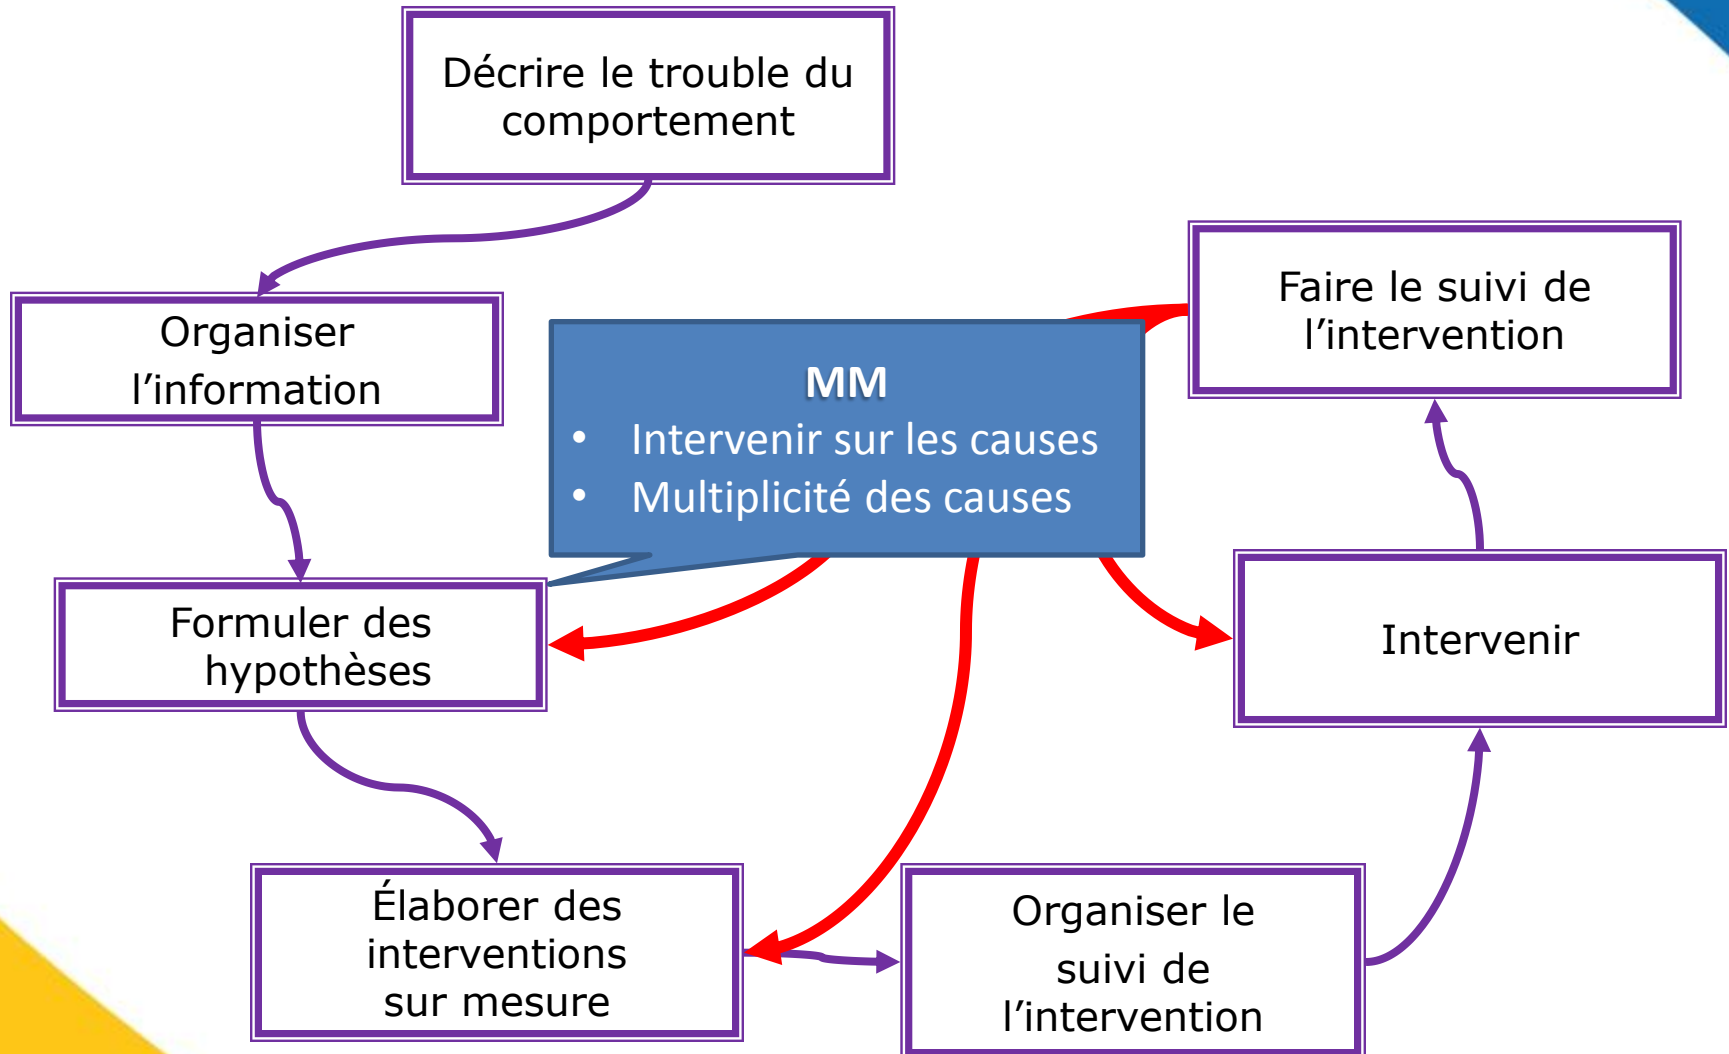 Décrire le trouble du
comportement
Organiser
l’information
Formuler des
hypothèses
Élaborer des
interventions
sur mesure
Organiser le
suivi de
l’intervention
Intervenir
Faire le suivi de
l’intervention
MM
• Intervenir sur les causes
• Multiplicité des causes